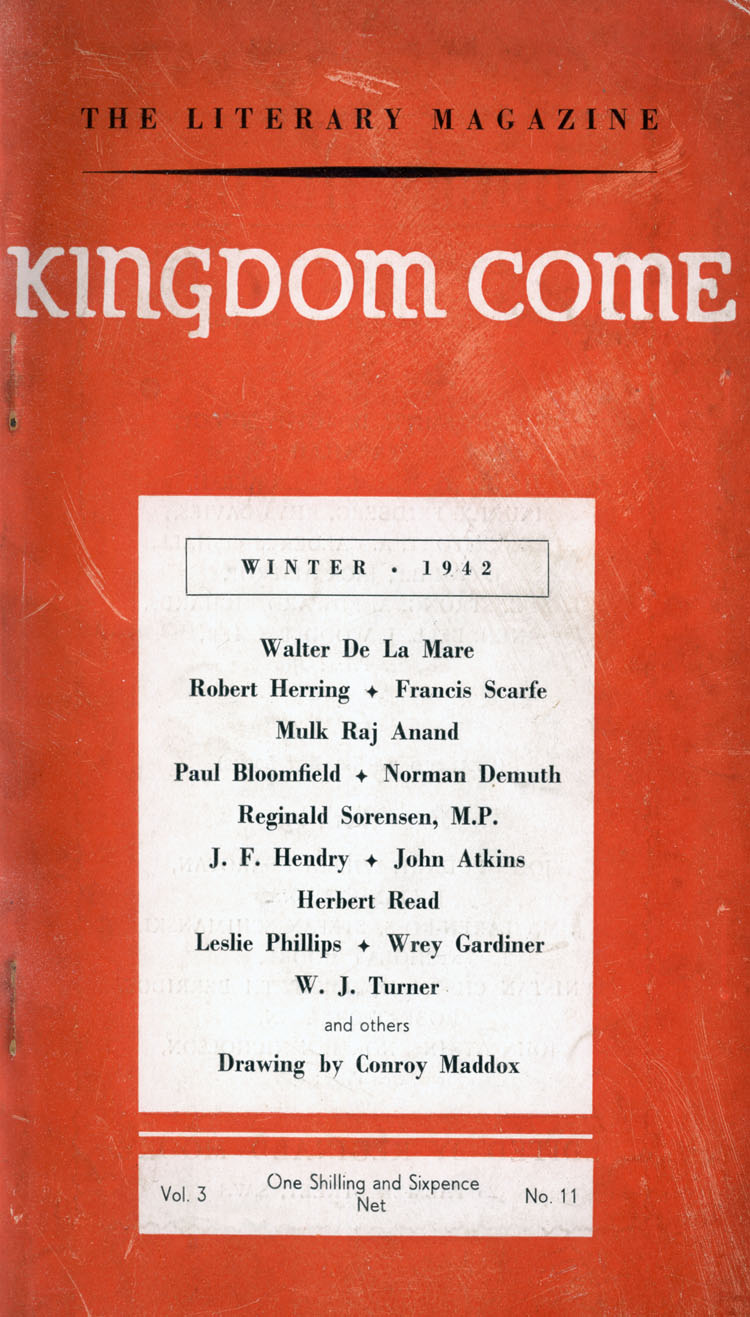 THE LITERARY MAGAZINE
KINGDOM COME
WINTER · 1942
Walter De La Mare
Robert Herring ✦ Francis Scarfe
Mulk Raj Anand
Paul Bloomfield ✦ Norman Demuth
Reginald Sorensen, M.P.
J. F. Hendry ✦ John Atkins
Herbert Read
Leslie Phillips ✦ Wrey Gardiner
W. J. Turner
and others
Drawing by Conroy Maddox
Vol. 3
One Shilling and Sixpence
Net
No. 11